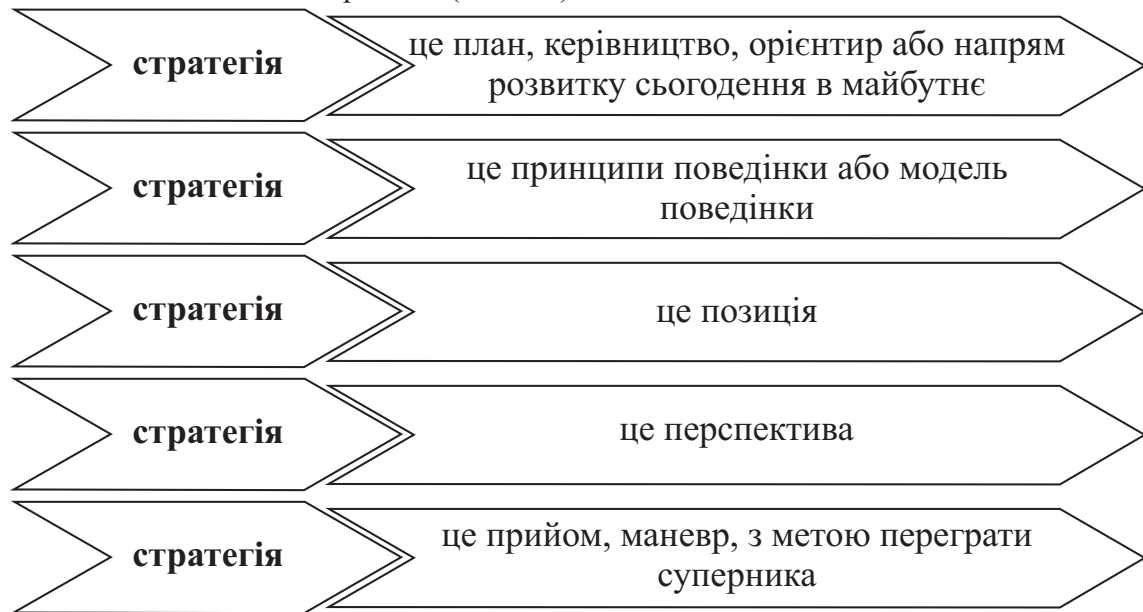 стратегія
це план, керівництво, орієнтир або напрям
розвитку сьогодення в майбутнє
стратегія
це принципи поведінки або модель
поведінки
стратегія
це позиція
стратегія
це перспектива
стратегія
це прийом, маневр, з метою переграти
суперника